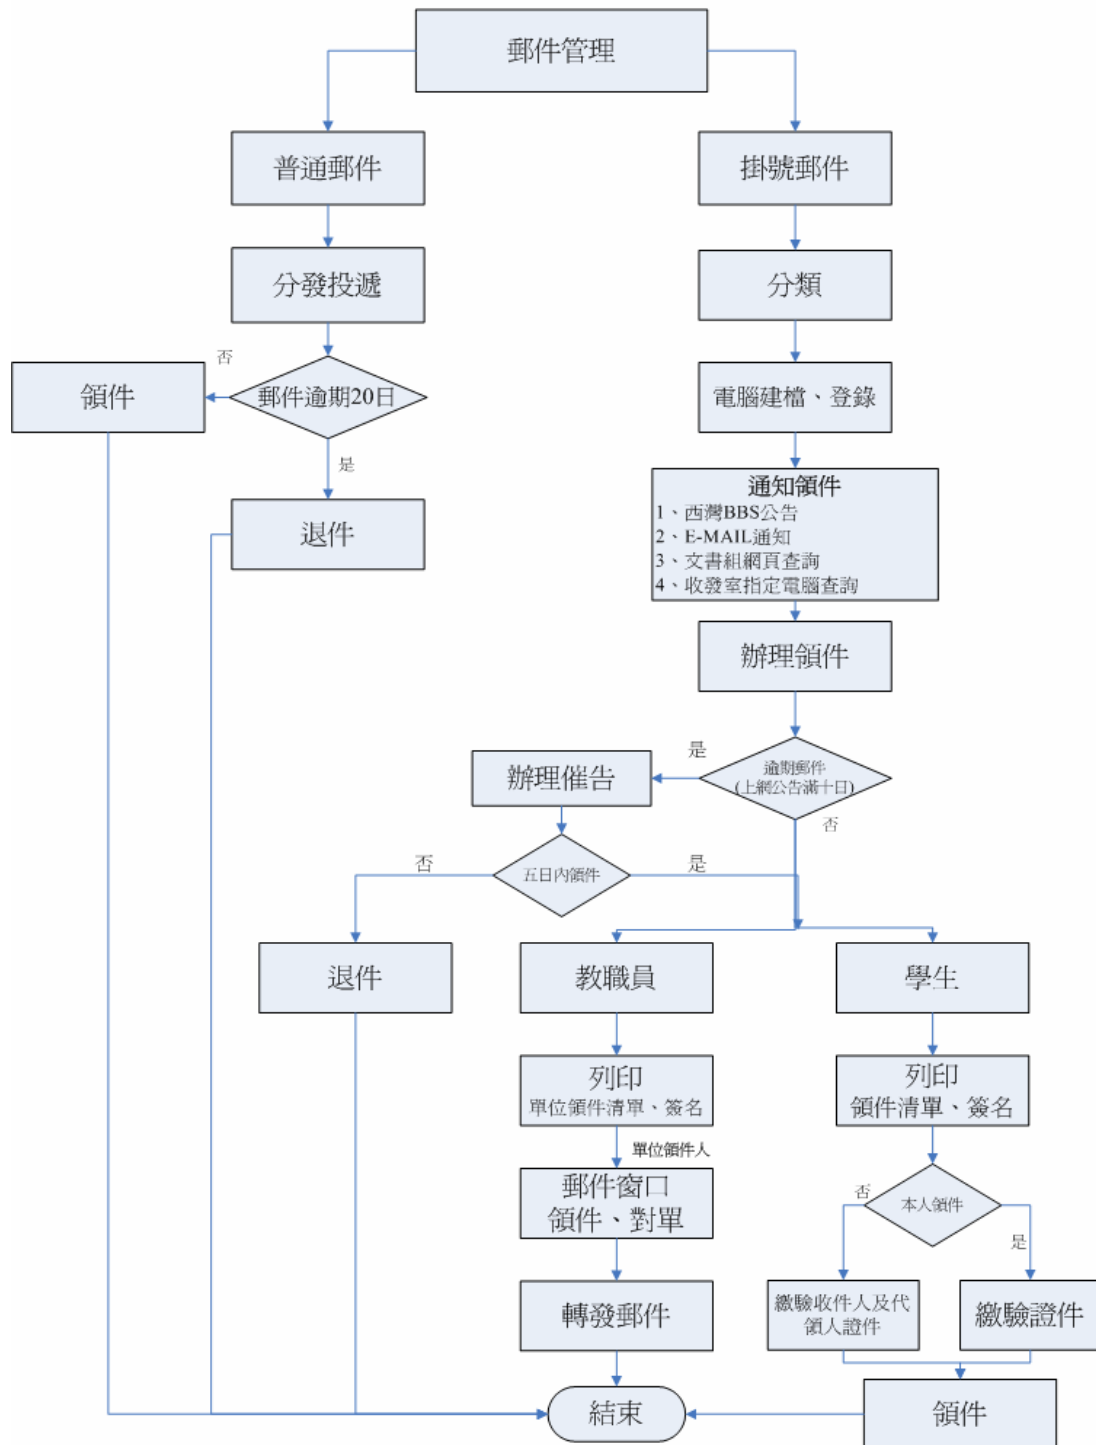 郵件管理
普通郵件
掛號郵件
分發投遞
分類
否
領件
郵件逾期20日
電腦建檔、登錄
是
退件
通知領件
1、西灣BBS公告
2、E-MAIL通知
3、文書組網頁查詢
4、收發室指定電腦查詢
辦理領件
是
辦理催告
逾期郵件
(上網公告滿十日)
否
否
五日內領件
是
退件
教職員
學生
列印
單位領件清單、簽名
列印
領件清單、簽名
單位領件人
郵件窗口
領件、對單
否
本人領件
是
轉發郵件
繳驗收件人及代
領人證件
繳驗證件
結束
領件